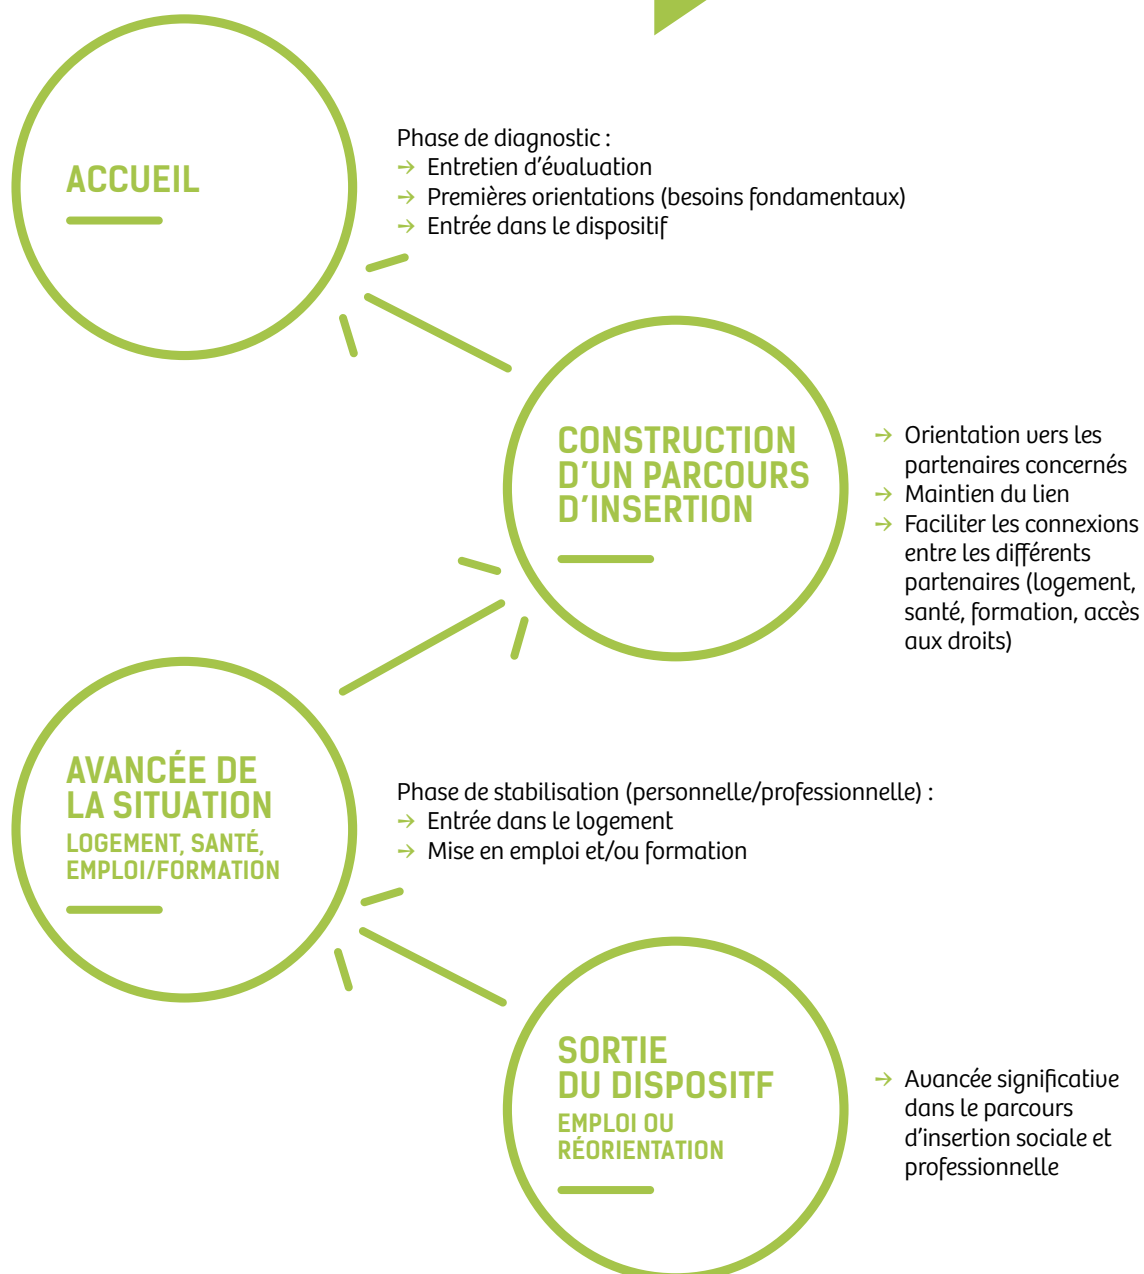 ACCUEIL
Phase de diagnostic :
→ Entretien d'évaluation
→ Premières orientations (besoins fondamentaux)
→ Entrée dans le dispositif
CONSTRUCTION
D'UN PARCOURS
D'INSERTION
→ Orientation vers les
partenaires concernés
→ Maintien du lien
→ Faciliter les connexions
entre les différents
partenaires (logement,
santé, formation, accès
aux droits)
AVANCÉE DE
LA SITUATION
LOGEMENT, SANTÉ,
EMPLOI/FORMATION
Phase de stabilisation (personnelle/professionnelle) :
→ Entrée dans le logement
→ Mise en emploi et/ou formation
SORTIE
DU DISPOSITF
EMPLOI OU
RÉORIENTATION
→ Avancée significative
dans le parcours
d'insertion sociale et
professionnelle